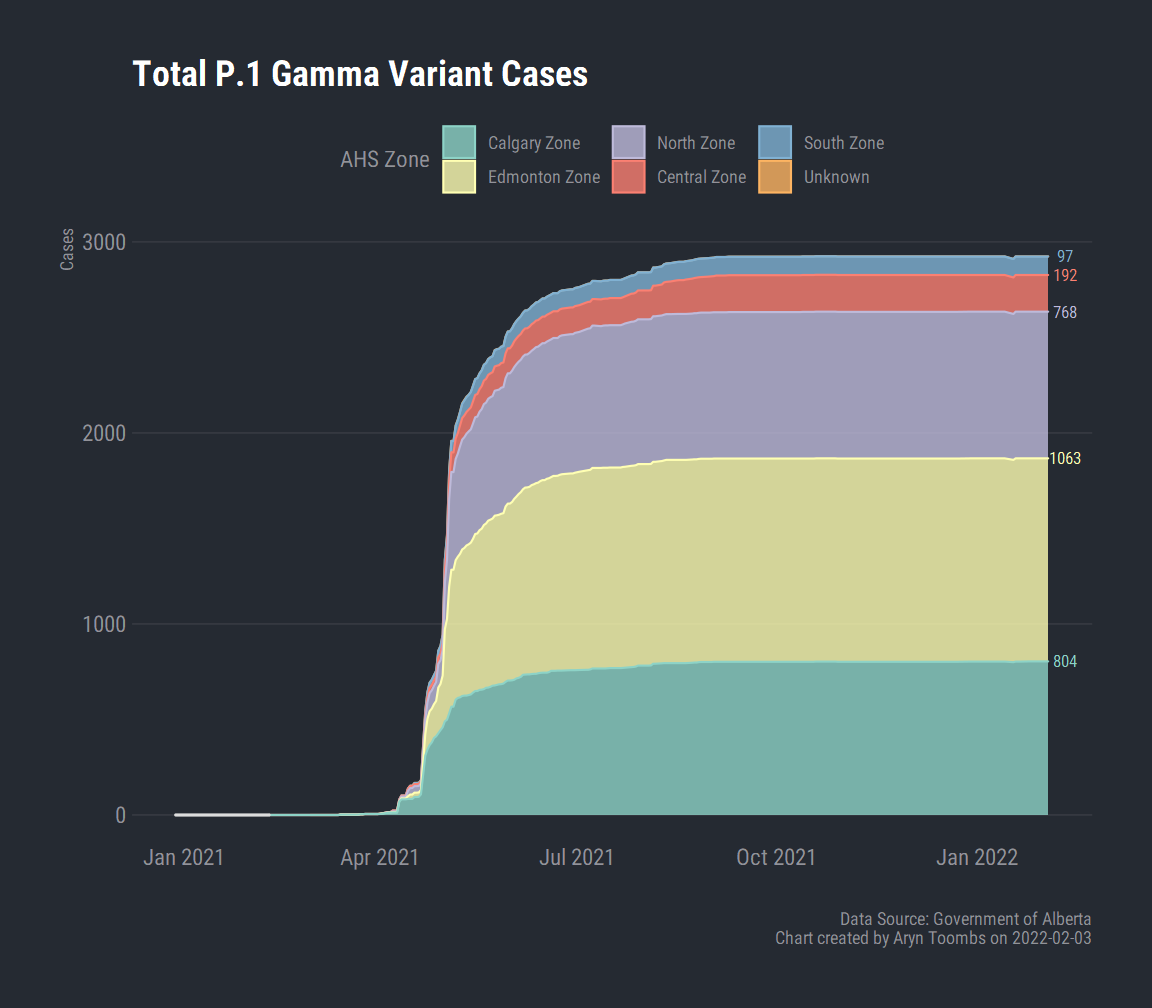 Total P.1 Gamma Variant Cases
AHS Zone
Calgary Zone
North Zone
South Zone
Edmonton Zone
Central Zone
Unknown
Cases
3000
2000
1000
0
97
192
768
1063
804
Jan 2021
Apr 2021
Jul 2021
Oct 2021
Jan 2022
Data Source: Government of Alberta
Chart created by Aryn Toombs on 2022-02-03